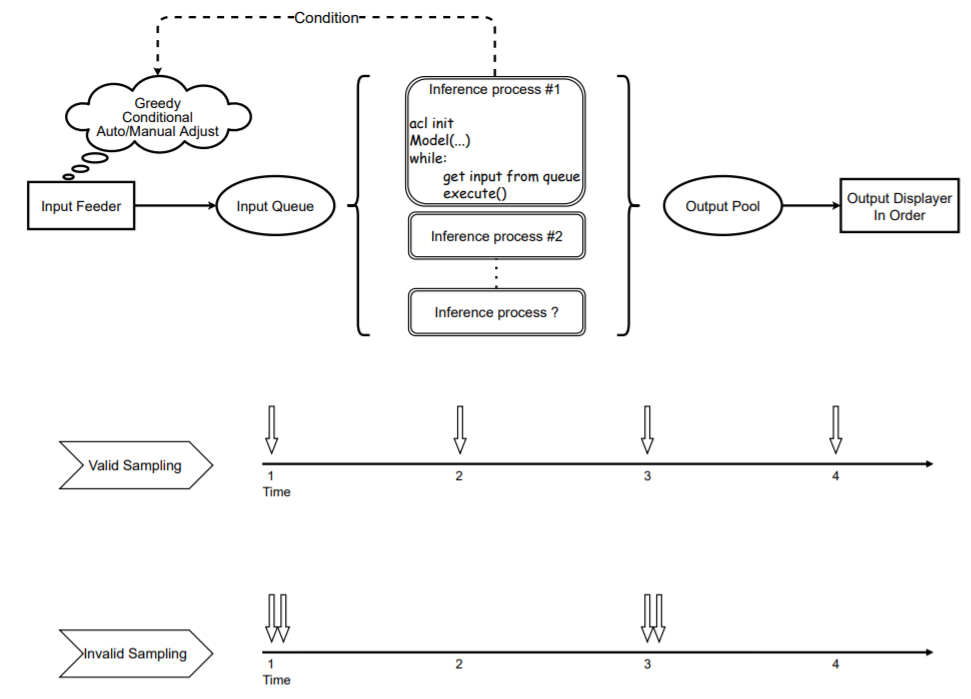 Condition
Greedy
Conditional
Auto/Manual Adjust
Input Feeder
Input Queue
Inference process #1
acl init
Model(...)
while:
get input from queue
execute()
Inference process #2
Inference process ?
Output Pool
Output Displayer
In Order
Valid Sampling
1 2 3 4
Time
Invalid Sampling
1 2 3 4
Time